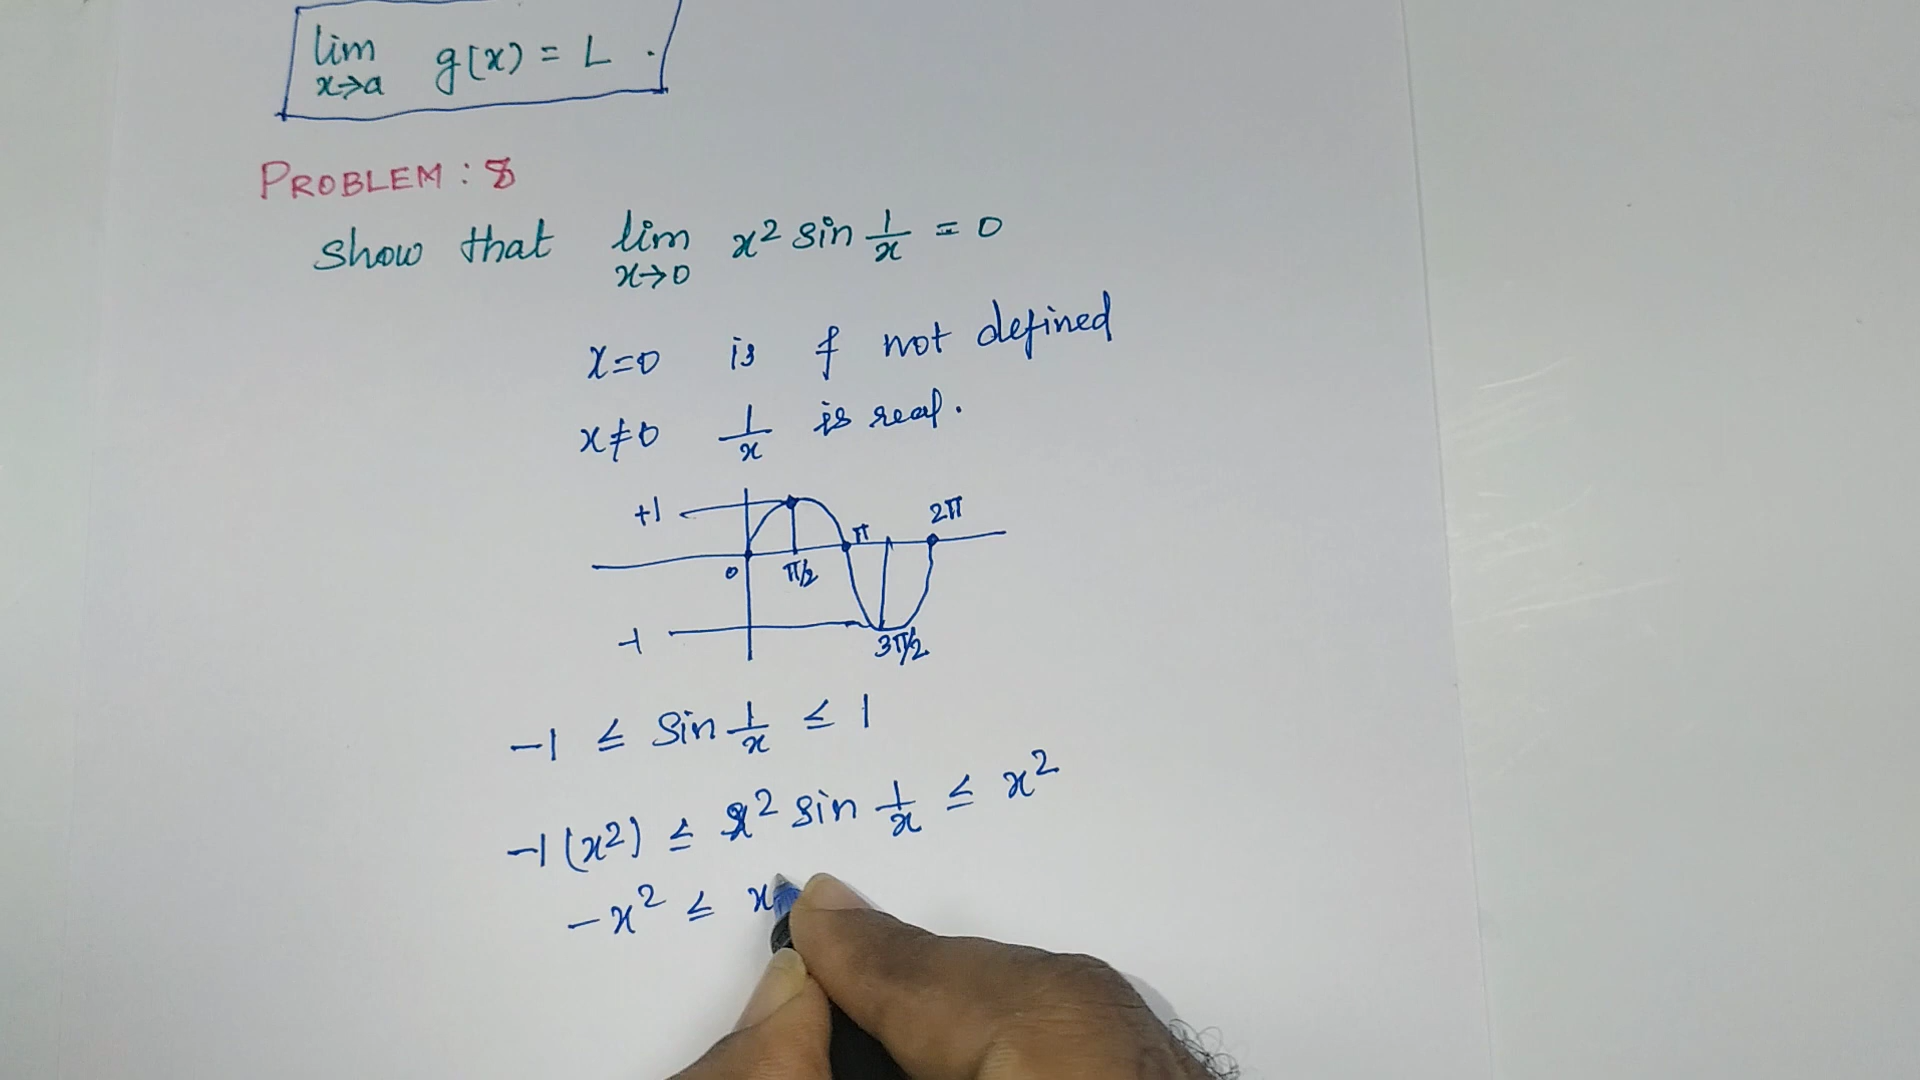 lim g(x) = L .
x→a
PROBLEM : 8
Show that lim x² sin 1/x = 0
x→0
x=0 is f not defined
x≠0 1/x is real.
+1
2π
π
0 π/2
-1
3π/2
-1 ≤ Sin 1/x ≤ 1
-1(x²) ≤ x² sin 1/x ≤ x²
-x² ≤ x